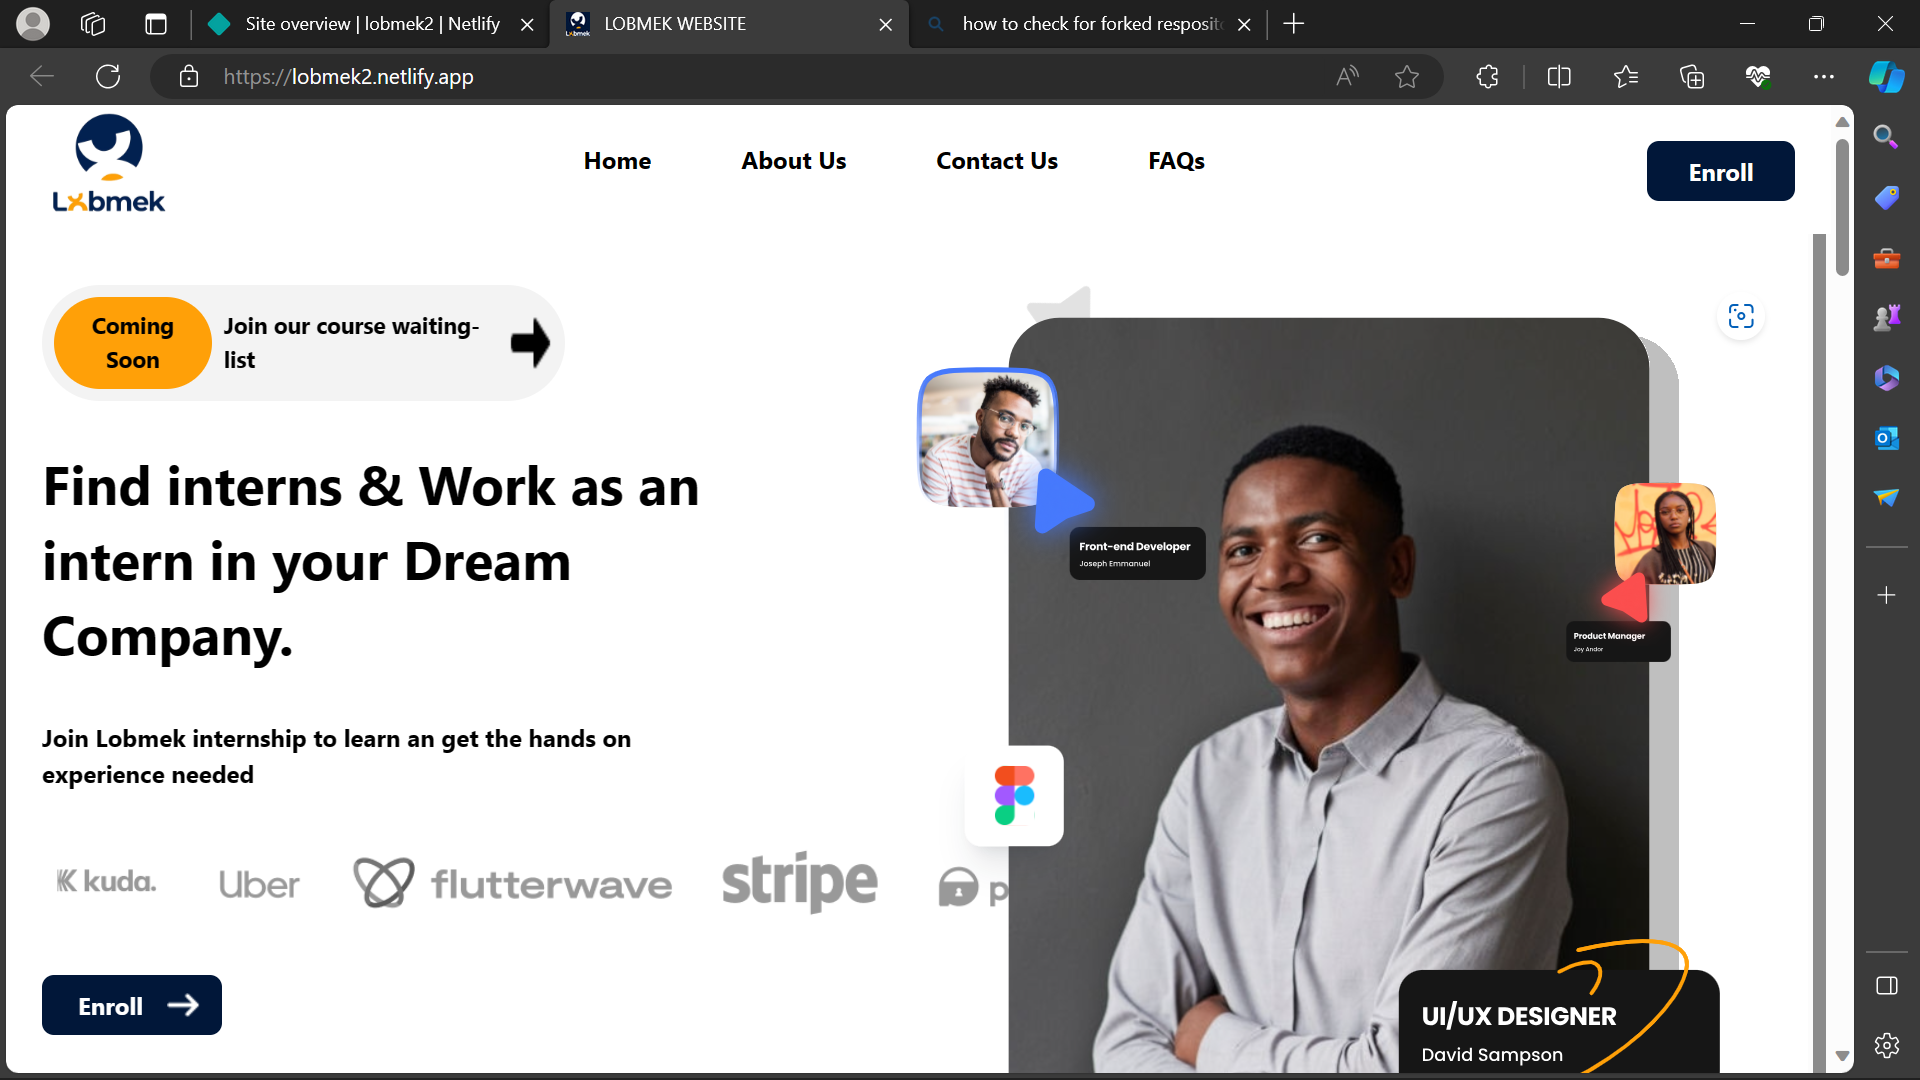 Site overview | lobmek2 | Netlify
LOBMEK WEBSITE
how to check for forked resposit
https://lobmek2.netlify.app
Lxbmek
Home
About Us
Contact Us
FAQs
Enroll
Coming
Soon
Join our course waiting-
list
Find interns & Work as an
intern in your Dream
Company.
Join Lobmek internship to learn an get the hands on
experience needed
kuda.
Uber
flutterwave
stripe
p
Enroll
Front-end Developer
Joseph Emmanuel
Product Manager
Joy Andor
UI/UX DESIGNER
David Sampson